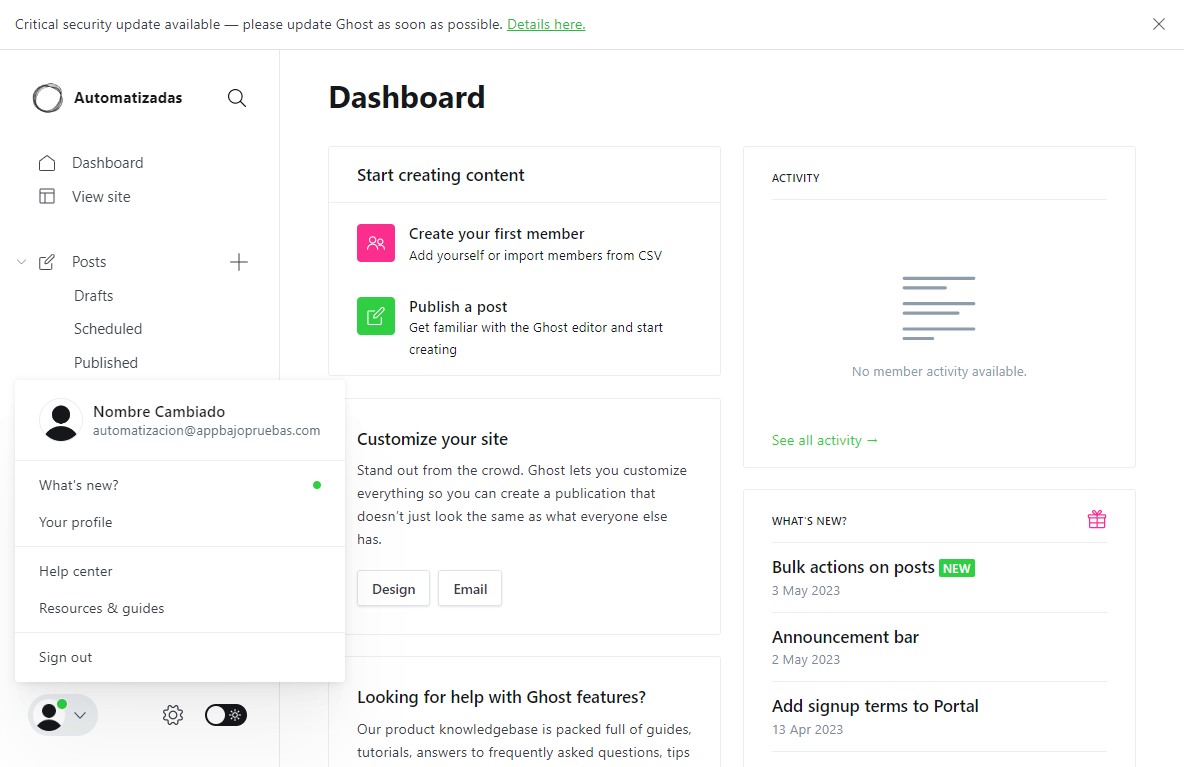 Critical security update available — please update Ghost as soon as possible. Details here.
Automatizadas
Dashboard
View site
Posts
Drafts
Scheduled
Published
Nombre Cambiado
automatizacion@appbajopruebas.com
What's new?
Your profile
Help center
Resources & guides
Sign out
Dashboard
Start creating content
Create your first member
Add yourself or import members from CSV
Publish a post
Get familiar with the Ghost editor and start
creating
Customize your site
Stand out from the crowd. Ghost lets you customize
everything so you can create a publication that
doesn't just look the same as what everyone else
has.
Design
Email
Looking for help with Ghost features?
Our product knowledgebase is packed full of guides,
tutorials, answers to frequently asked questions, tips
ACTIVITY
No member activity available.
See all activity →
WHAT'S NEW?
Bulk actions on posts NEW
3 May 2023
Announcement bar
2 May 2023
Add signup terms to Portal
13 Apr 2023